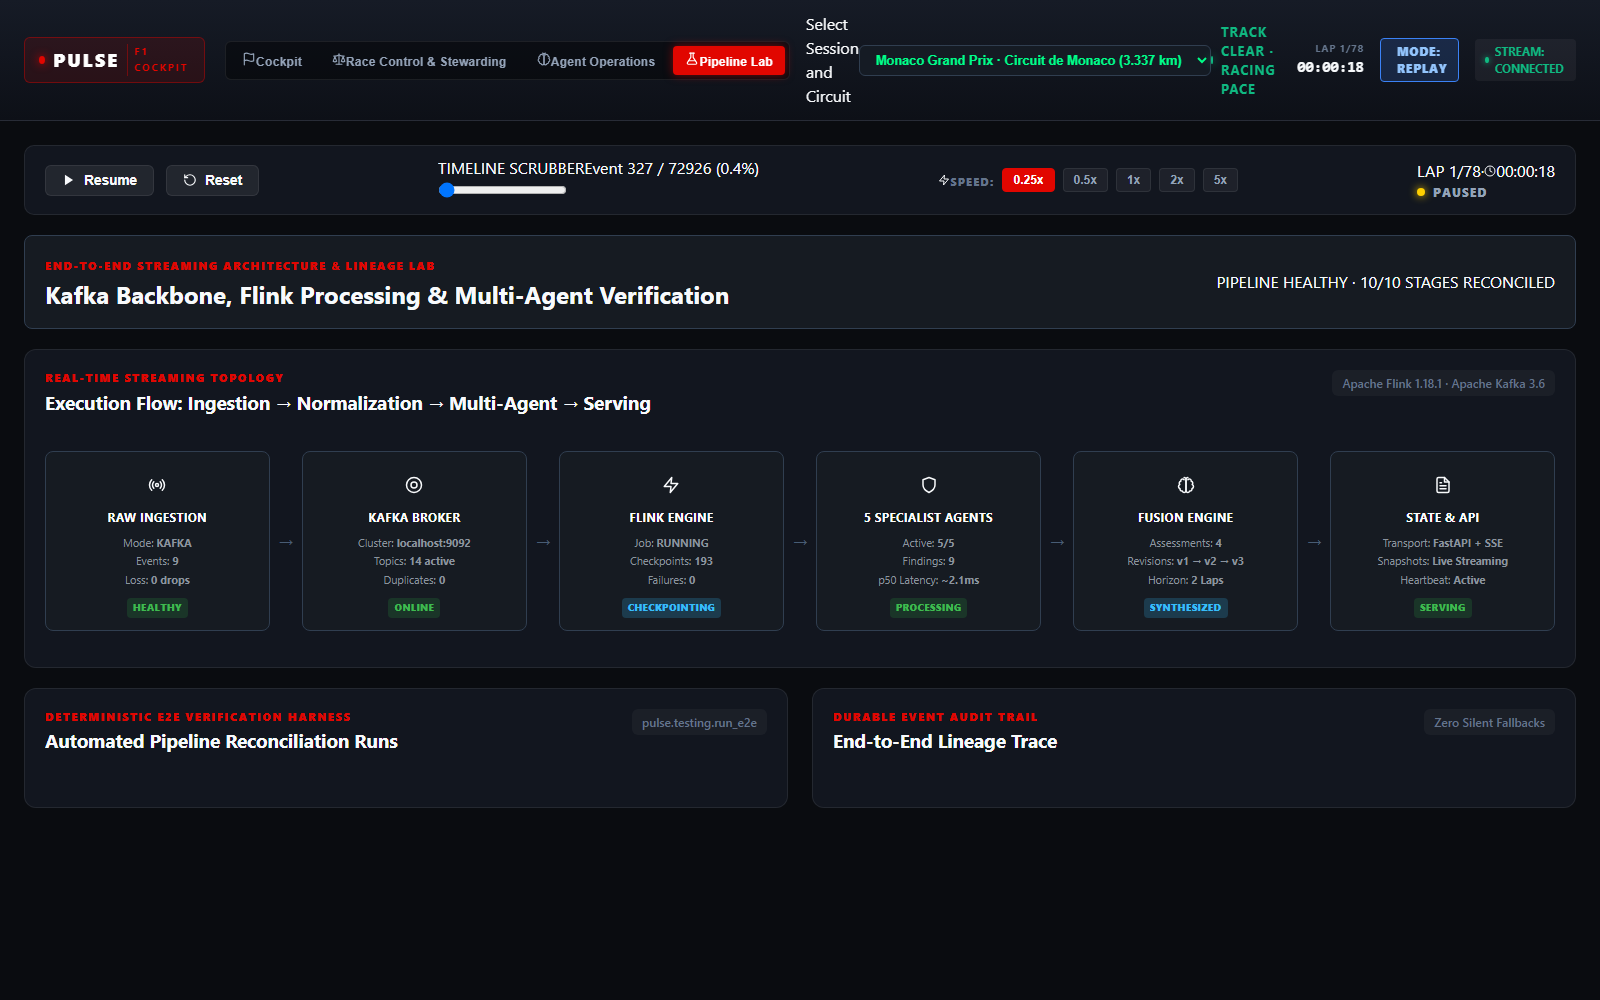 PULSE
F1
COCKPIT
Cockpit
Race Control & Stewarding
Agent Operations
Pipeline Lab
Select
Session
and
Circuit
Monaco Grand Prix · Circuit de Monaco (3.337 km)
TRACK
CLEAR ·
RACING
PACE
LAP 1/78
00:00:18
MODE:
REPLAY
STREAM:
CONNECTED
Resume
Reset
TIMELINE SCRUBBEREvent 327 / 72926 (0.4%)
SPEED:
0.25x
0.5x
1x
2x
5x
LAP 1/78·00:00:18
PAUSED
END-TO-END STREAMING ARCHITECTURE & LINEAGE LAB
Kafka Backbone, Flink Processing & Multi-Agent Verification
PIPELINE HEALTHY · 10/10 STAGES RECONCILED
REAL-TIME STREAMING TOPOLOGY
Execution Flow: Ingestion → Normalization → Multi-Agent → Serving
Apache Flink 1.18.1 · Apache Kafka 3.6
RAW INGESTION
Mode: KAFKA
Events: 9
Loss: 0 drops
HEALTHY
→
KAFKA BROKER
Cluster: localhost:9092
Topics: 14 active
Duplicates: 0
ONLINE
→
FLINK ENGINE
Job: RUNNING
Checkpoints: 193
Failures: 0
CHECKPOINTING
→
5 SPECIALIST AGENTS
Active: 5/5
Findings: 9
p50 Latency: ~2.1ms
PROCESSING
→
FUSION ENGINE
Assessments: 4
Revisions: v1 → v2 → v3
Horizon: 2 Laps
SYNTHESIZED
→
STATE & API
Transport: FastAPI + SSE
Snapshots: Live Streaming
Heartbeat: Active
SERVING
DETERMINISTIC E2E VERIFICATION HARNESS
Automated Pipeline Reconciliation Runs
pulse.testing.run_e2e
DURABLE EVENT AUDIT TRAIL
End-to-End Lineage Trace
Zero Silent Fallbacks